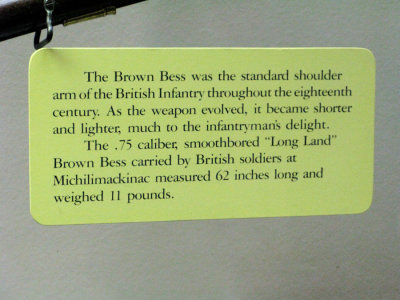 The Brown Bess was the standard shoulder
arm of the British Infantry throughout the eighteenth
century. As the weapon evolved, it became shorter
and lighter, much to the infantryman's delight.
The .75 caliber, smoothbored "Long Land"
Brown Bess carried by British soldiers at
Michilimackinac measured 62 inches long and
weighed 11 pounds.